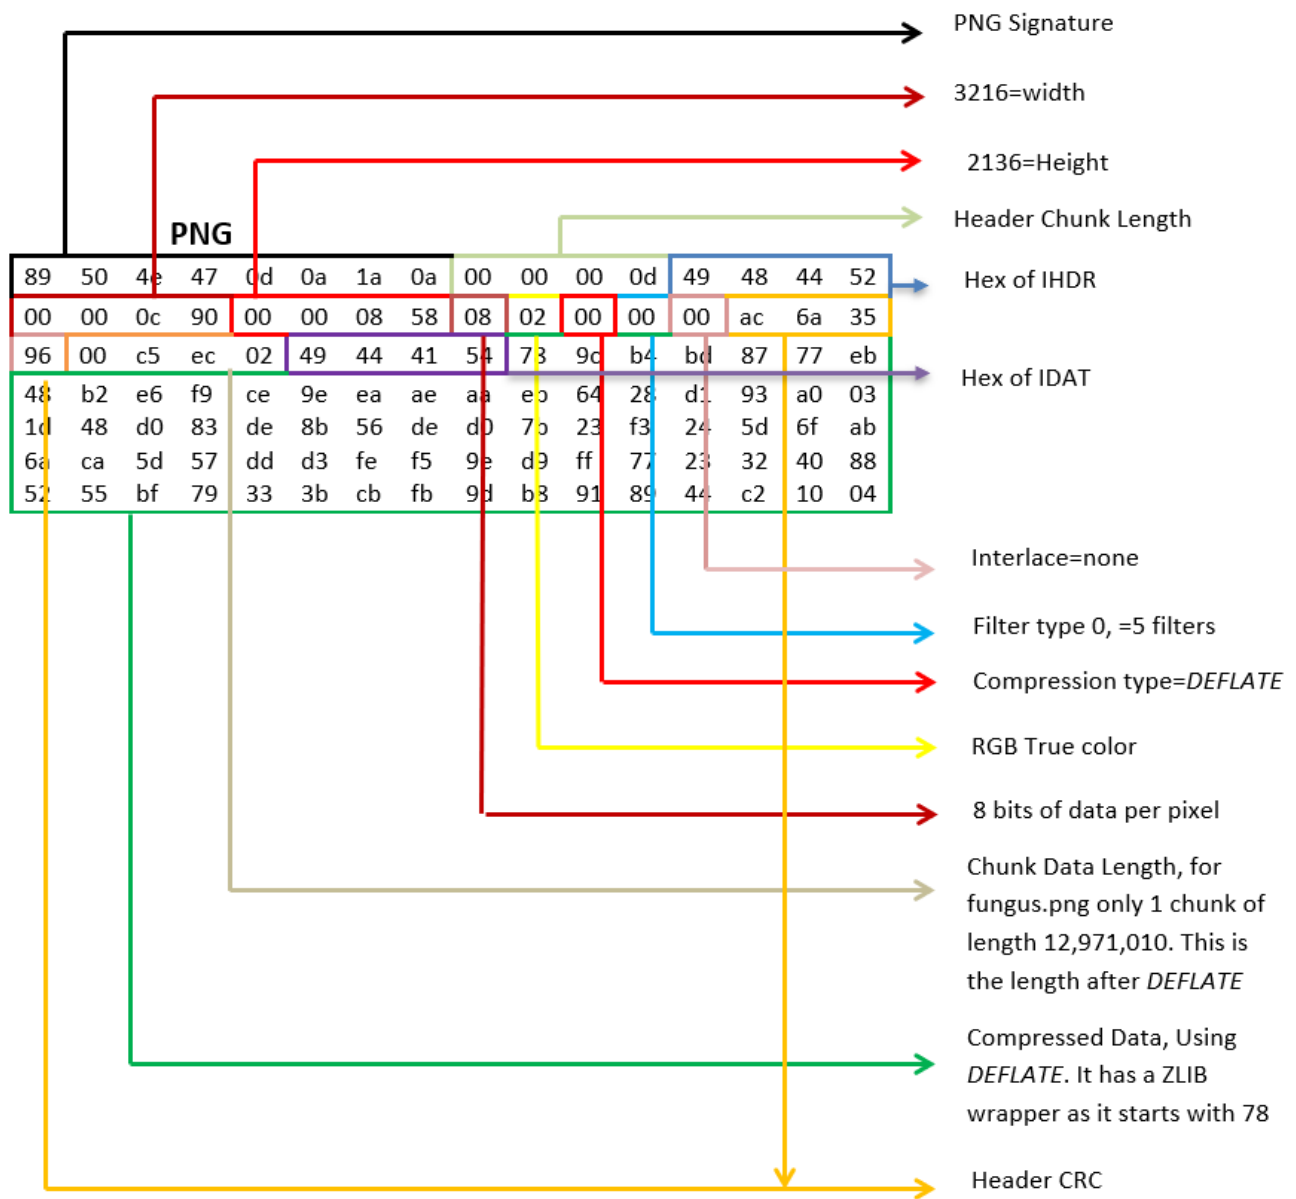 PNG Signature
3216=width
2136=Height
Header Chunk Length
PNG
89 50 4e 47 0d 0a 1a 0a 00 00 00 0d 49 48 44 52
Hex of IHDR
00 00 0c 90 00 00 08 58 08 02 00 00 00 ac 6a 35
96 00 c5 ec 02 49 44 41 54 78 9c b4 bd 87 77 eb
Hex of IDAT
48 b2 e6 f9 ce 9e ea ae aa eb 64 28 d1 93 a0 03
1d 48 d0 83 de 8b 56 de d0 7b 23 f3 24 5d 6f ab
6a ca 5d 57 dd d3 fe f5 9e d9 ff 77 23 32 40 88
52 55 bf 79 33 3b cb fb 9d b8 91 89 44 c2 10 04
Interlace=none
Filter type 0, =5 filters
Compression type=DEFLATE
RGB True color
8 bits of data per pixel
Chunk Data Length, for
fungus.png only 1 chunk of
length 12,971,010. This is
the length after DEFLATE
Compressed Data, Using
DEFLATE. It has a ZLIB
wrapper as it starts with 78
Header CRC